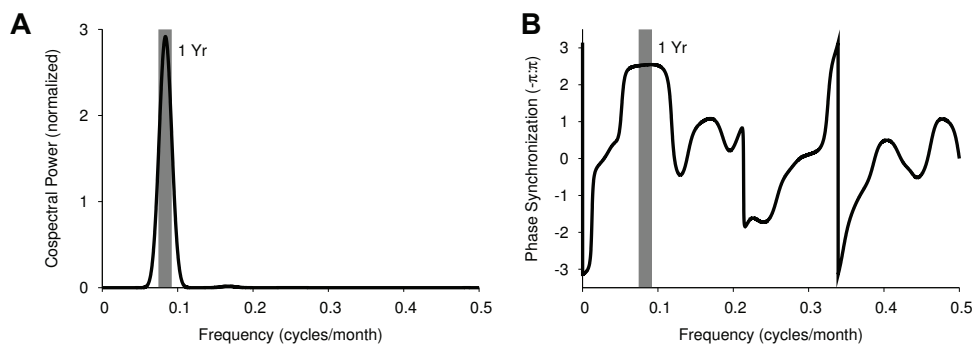 A
Cospectral Power (normalized)
3
2
1
0
1 Yr
0 0.1 0.2 0.3 0.4 0.5
Frequency (cycles/month)
B
Phase Synchronization (-π:π)
3
2
1
0
-1
-2
-3
1 Yr
0 0.1 0.2 0.3 0.4 0.5
Frequency (cycles/month)